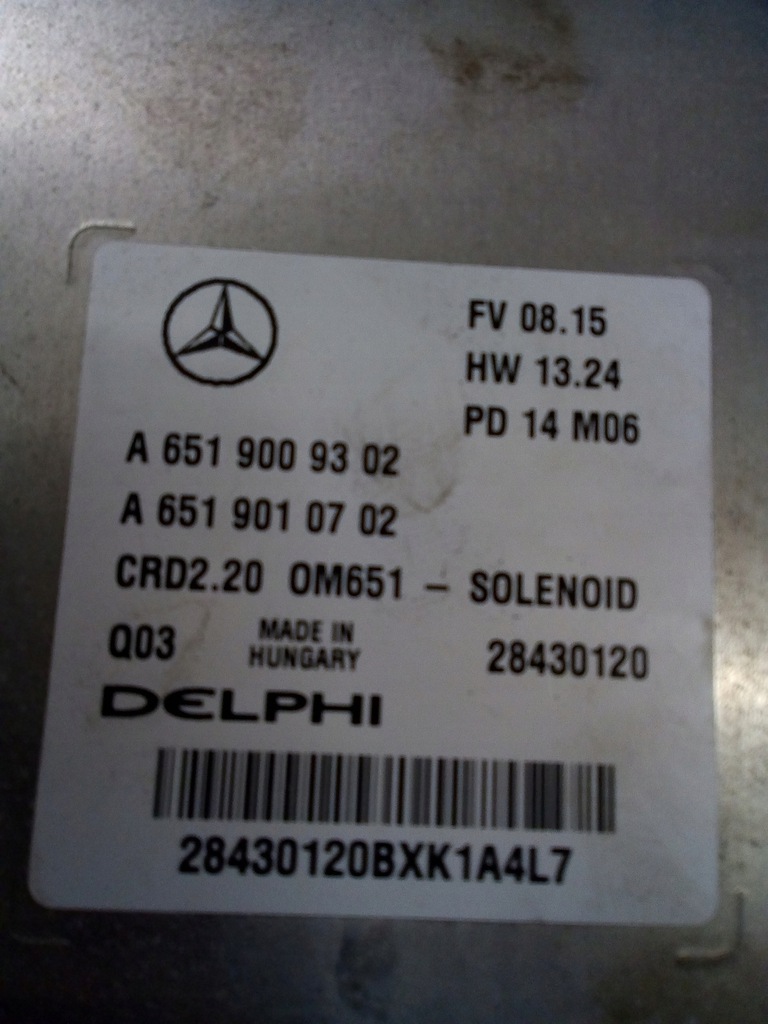 FV 08.15
HW 13.24
PD 14 M06
A 651 900 93 02
A 651 901 07 02
CRD2.20 OM651 – SOLENOID
Q03 MADE IN HUNGARY 28430120
DELPHI
28430120BXK1A4L7